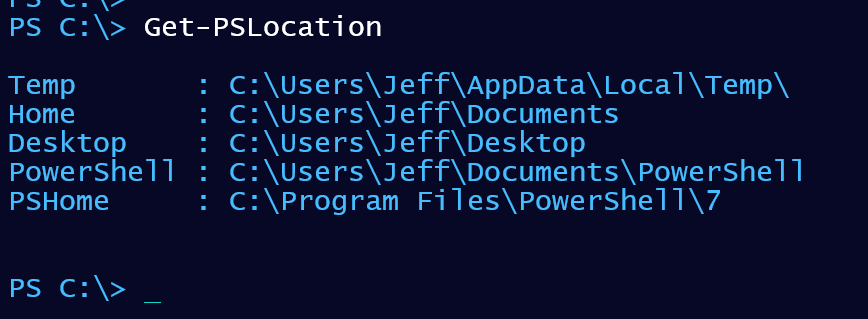 PS C:\>
PS C:\> Get-PSLocation
Temp       : C:\Users\Jeff\AppData\Local\Temp\
Home       : C:\Users\Jeff\Documents
Desktop    : C:\Users\Jeff\Desktop
PowerShell : C:\Users\Jeff\Documents\PowerShell
PSHome     : C:\Program Files\PowerShell\7
PS C:\> _